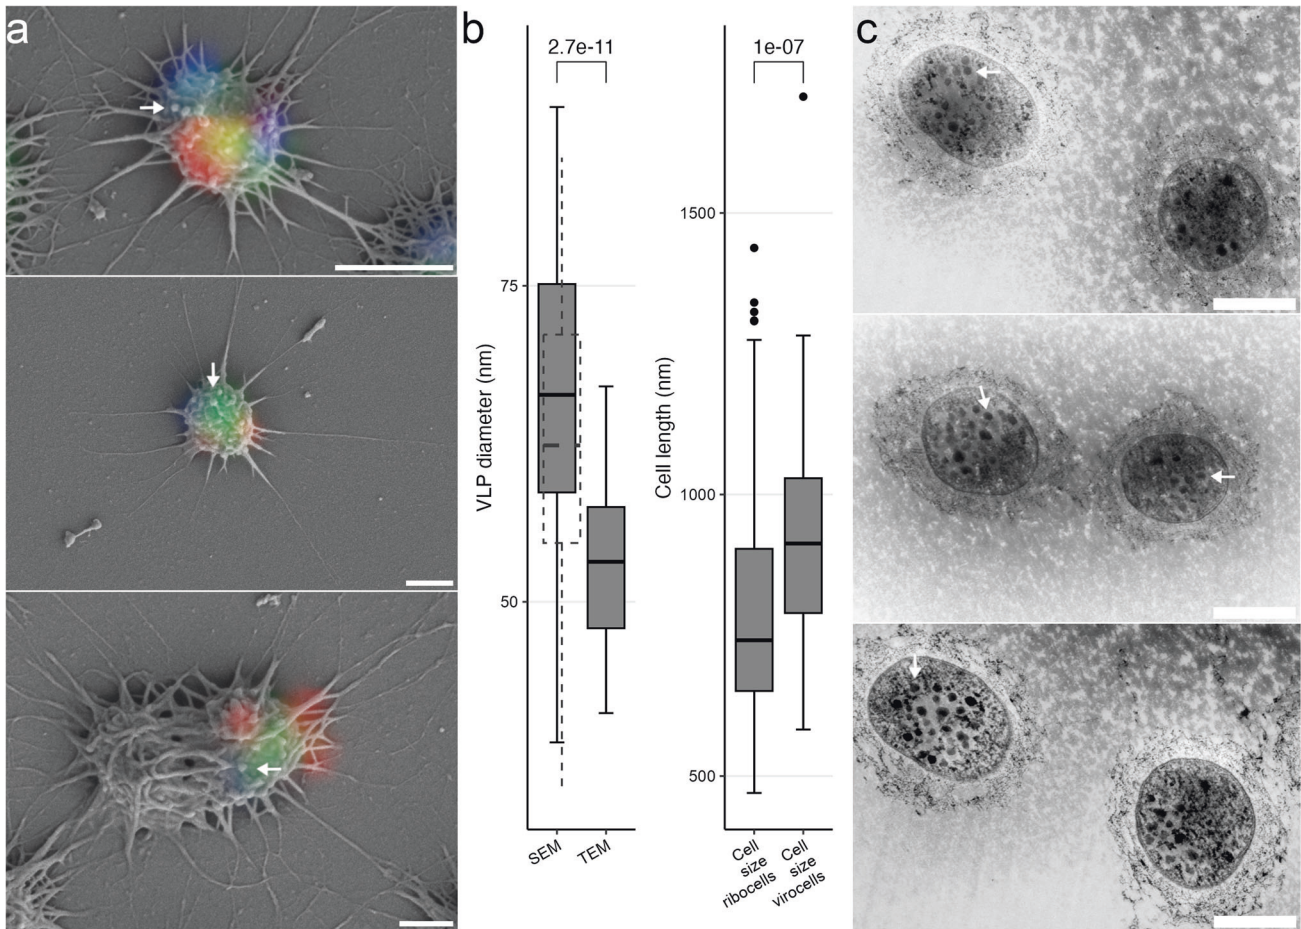 a
b
c
2.7e-11
1e-07
VLP diameter (nm)
75
50
SEM
TEM
Cell length (nm)
1500
1000
500
Cell
size
ribocells
Cell
size
virocells